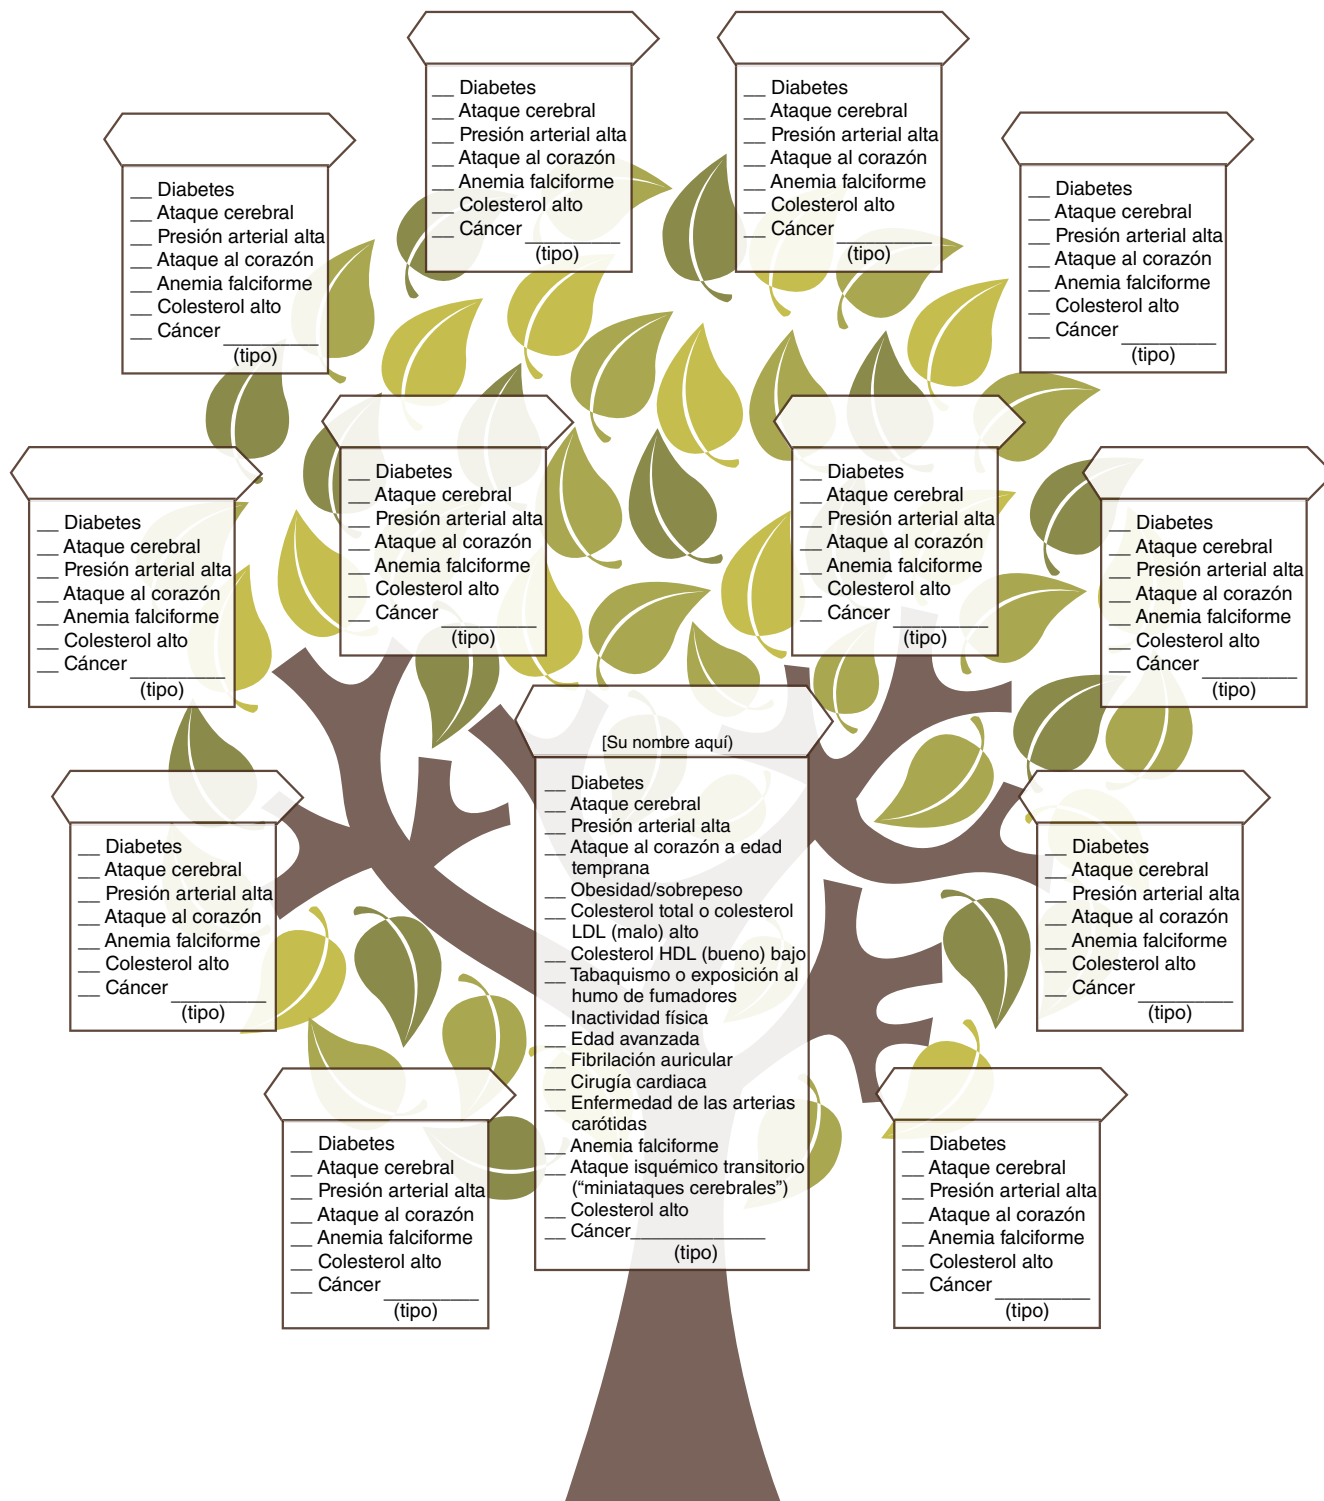 __ Diabetes
__ Ataque cerebral
__ Presión arterial alta
__ Ataque al corazón
__ Anemia falciforme
__ Colesterol alto
__ Cáncer _________
(tipo)
__ Diabetes
__ Ataque cerebral
__ Presión arterial alta
__ Ataque al corazón
__ Anemia falciforme
__ Colesterol alto
__ Cáncer _________
(tipo)
__ Diabetes
__ Ataque cerebral
__ Presión arterial alta
__ Ataque al corazón
__ Anemia falciforme
__ Colesterol alto
__ Cáncer _________
(tipo)
__ Diabetes
__ Ataque cerebral
__ Presión arterial alta
__ Ataque al corazón
__ Anemia falciforme
__ Colesterol alto
__ Cáncer _________
(tipo)
__ Diabetes
__ Ataque cerebral
__ Presión arterial alta
__ Ataque al corazón
__ Anemia falciforme
__ Colesterol alto
__ Cáncer _________
(tipo)
__ Diabetes
__ Ataque cerebral
__ Presión arterial alta
__ Ataque al corazón
__ Anemia falciforme
__ Colesterol alto
__ Cáncer _________
(tipo)
__ Diabetes
__ Ataque cerebral
__ Presión arterial alta
__ Ataque al corazón
__ Anemia falciforme
__ Colesterol alto
__ Cáncer _________
(tipo)
__ Diabetes
__ Ataque cerebral
__ Presión arterial alta
__ Ataque al corazón
__ Anemia falciforme
__ Colesterol alto
__ Cáncer _________
(tipo)
[Su nombre aquí)
__ Diabetes
__ Ataque cerebral
__ Presión arterial alta
__ Ataque al corazón a edad
temprana
__ Obesidad/sobrepeso
__ Colesterol total o colesterol
LDL (malo) alto
__ Colesterol HDL (bueno) bajo
__ Tabaquismo o exposición al
humo de fumadores
__ Inactividad física
__ Edad avanzada
__ Fibrilación auricular
__ Cirugía cardiaca
__ Enfermedad de las arterias
carótidas
__ Anemia falciforme
__ Ataque isquémico transitorio
(“miniataques cerebrales”)
__ Colesterol alto
__ Cáncer_____________
(tipo)
__ Diabetes
__ Ataque cerebral
__ Presión arterial alta
__ Ataque al corazón
__ Anemia falciforme
__ Colesterol alto
__ Cáncer _________
(tipo)
__ Diabetes
__ Ataque cerebral
__ Presión arterial alta
__ Ataque al corazón
__ Anemia falciforme
__ Colesterol alto
__ Cáncer _________
(tipo)
__ Diabetes
__ Ataque cerebral
__ Presión arterial alta
__ Ataque al corazón
__ Anemia falciforme
__ Colesterol alto
__ Cáncer _________
(tipo)
__ Diabetes
__ Ataque cerebral
__ Presión arterial alta
__ Ataque al corazón
__ Anemia falciforme
__ Colesterol alto
__ Cáncer _________
(tipo)